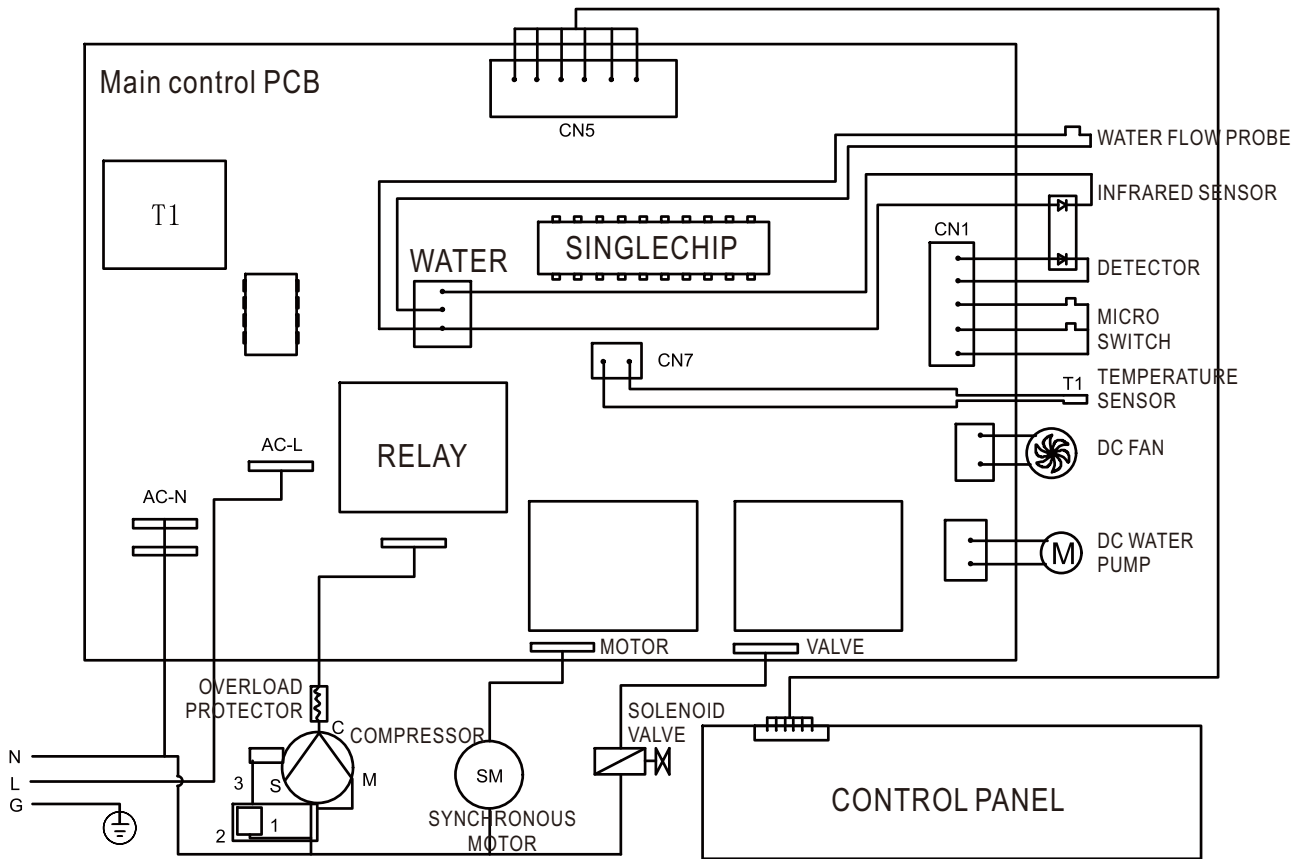 Main control PCB
CN5
WATER FLOW PROBE
T1
INFRARED SENSOR
CN1
SINGLECHIP
WATER
DETECTOR
MICRO
SWITCH
CN7
T1
TEMPERATURE
SENSOR
AC-L
RELAY
DC FAN
AC-N
DC WATER
PUMP
M
MOTOR
VALVE
OVERLOAD
PROTECTOR
C
COMPRESSOR
SOLENOID
VALVE
N
L
G
3
S
M
SM
2
1
SYNCHRONOUS
MOTOR
CONTROL PANEL